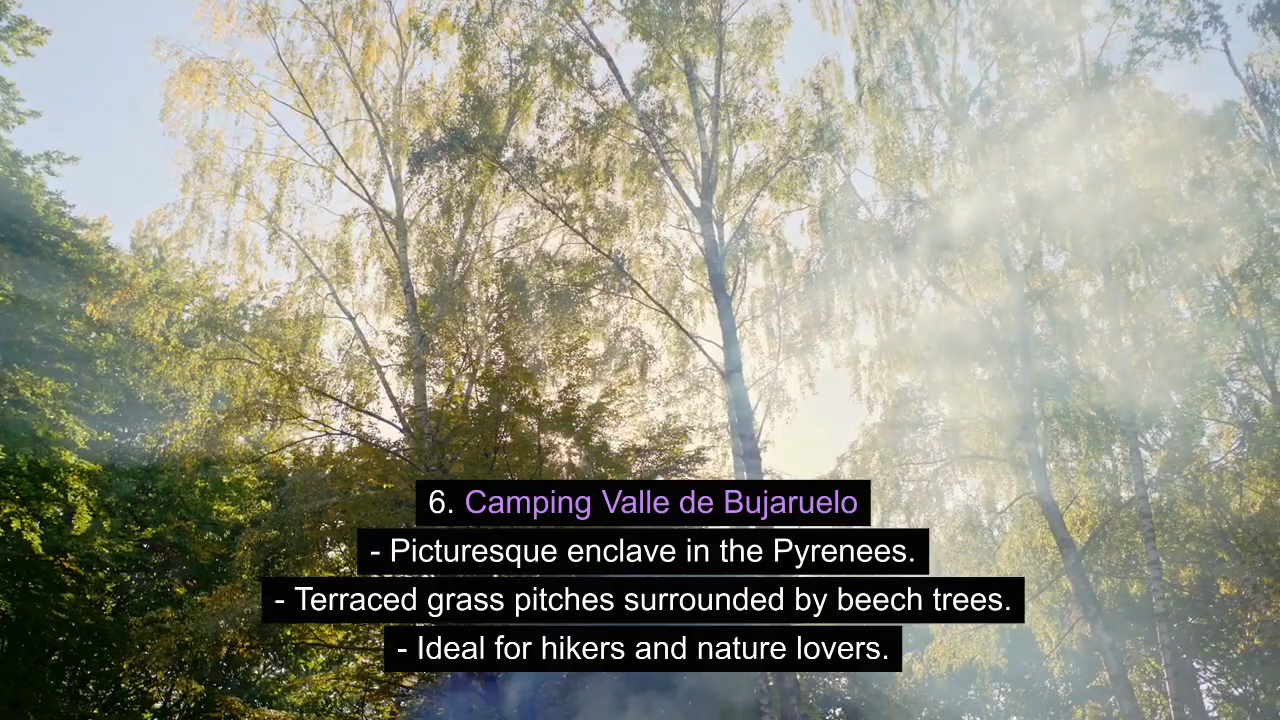 6. Camping Valle de Bujaruelo
- Picturesque enclave in the Pyrenees.
- Terraced grass pitches surrounded by beech trees.
- Ideal for hikers and nature lovers.